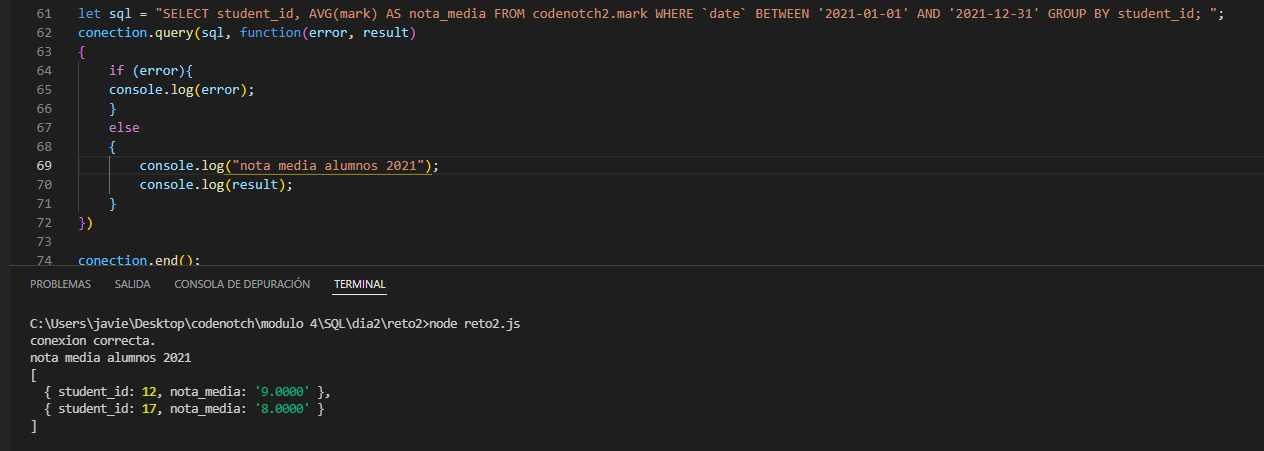 61 let sql = "SELECT student_id, AVG(mark) AS nota_media FROM codenotch2.mark WHERE `date` BETWEEN '2021-01-01' AND '2021-12-31' GROUP BY student_id; ";
62 conection.query(sql, function(error, result)
63 {
64 if (error){
65 console.log(error);
66 }
67 else
68 {
69 console.log("nota media alumnos 2021");
70 console.log(result);
71 }
72 })
73
74 conection.end();
PROBLEMAS SALIDA CONSOLA DE DEPURACIÓN TERMINAL
C:\Users\javie\Desktop\codenotch\modulo 4\SQL\dia2\reto2>node reto2.js
conexion correcta.
nota media alumnos 2021
[
{ student_id: 12, nota_media: '9.0000' },
{ student_id: 17, nota_media: '8.0000' }
]